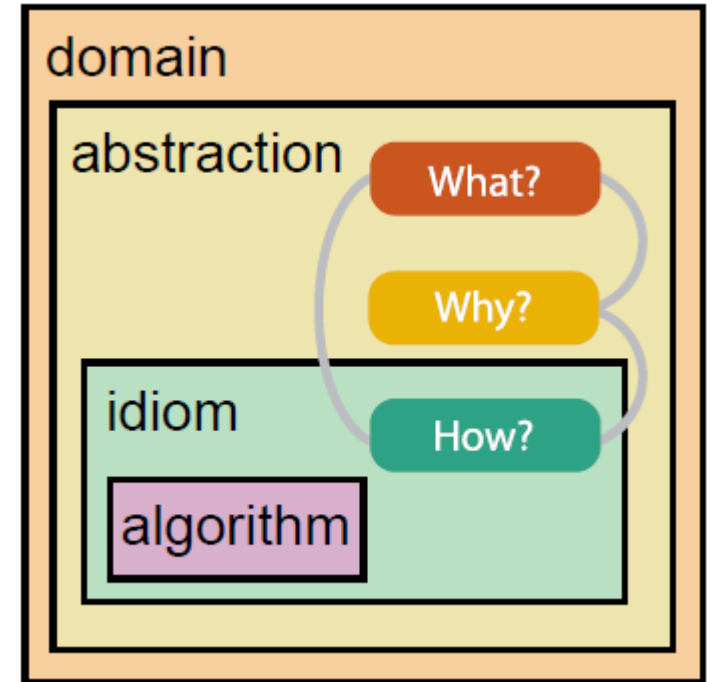 domain
abstraction
What?
Why?
idiom
How?
algorithm